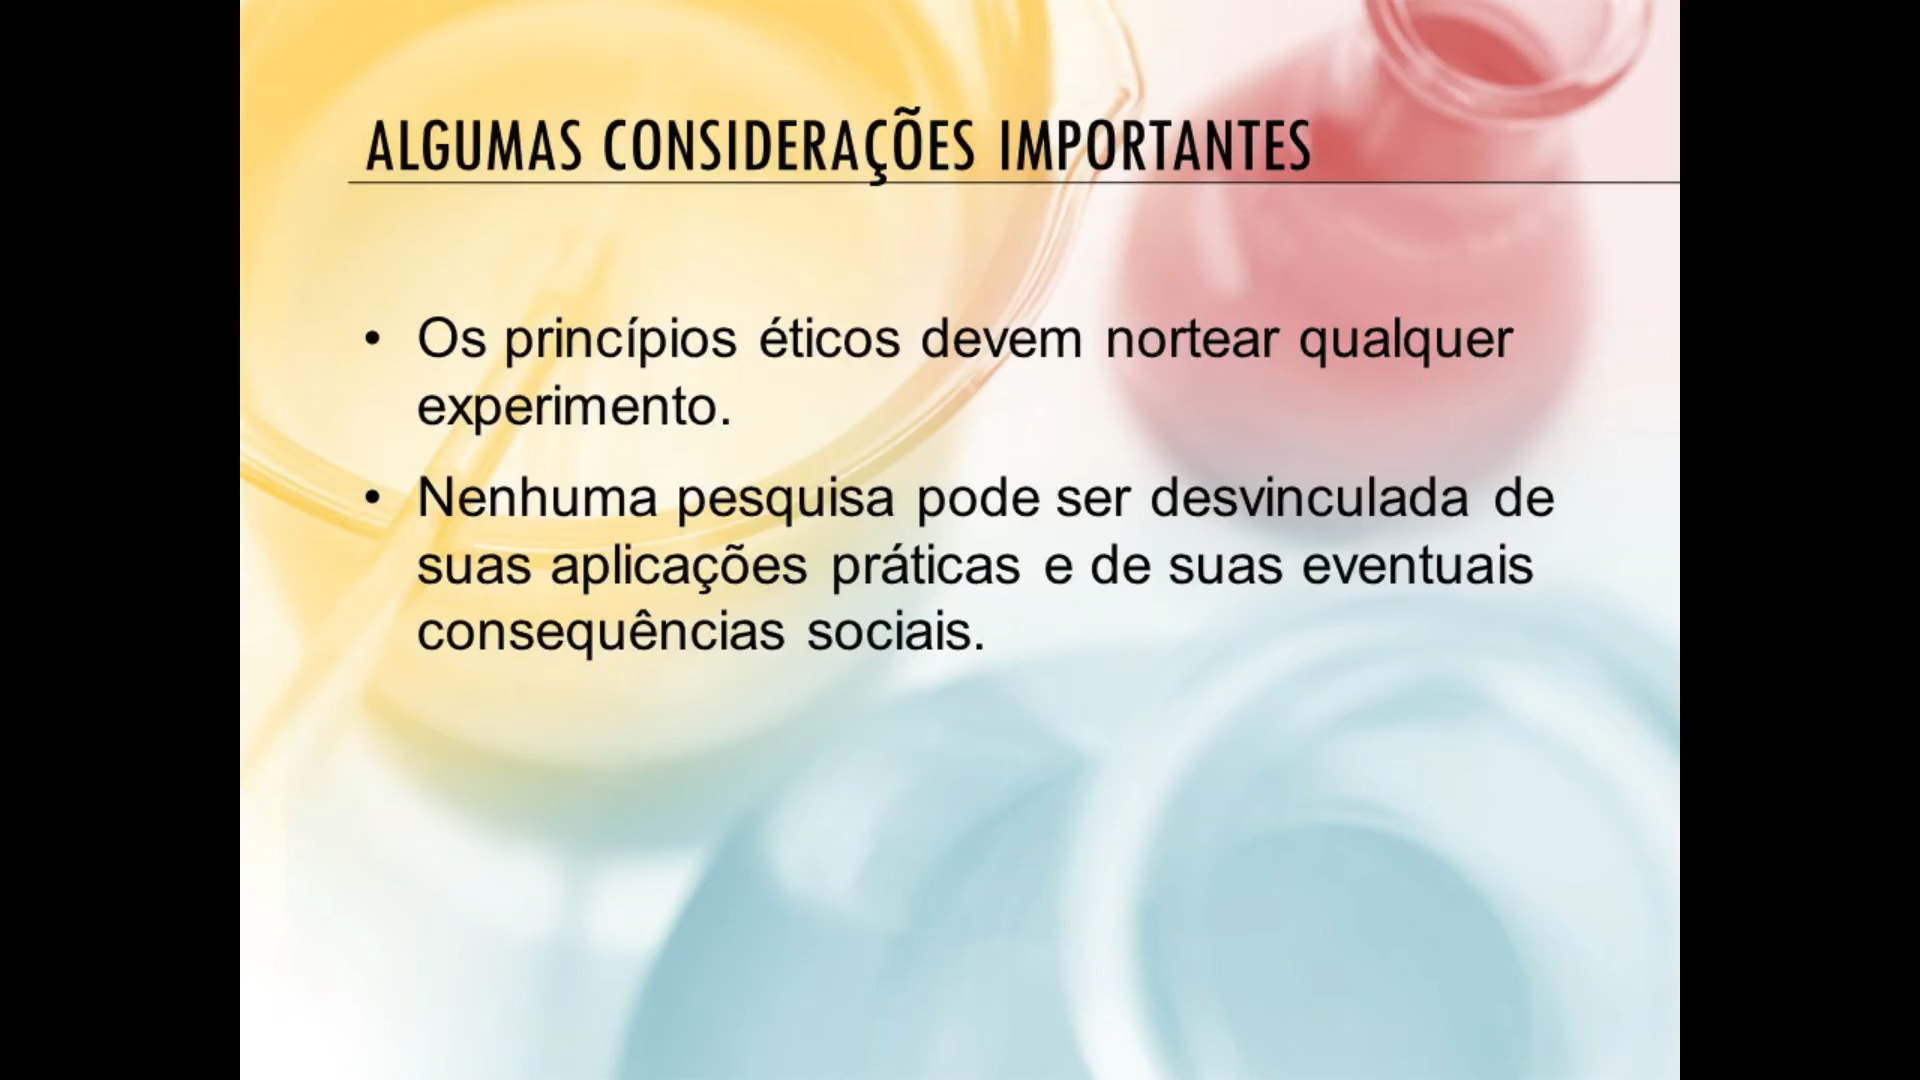 ALGUMAS CONSIDERAÇÕES IMPORTANTES
• Os princípios éticos devem nortear qualquer
experimento.
• Nenhuma pesquisa pode ser desvinculada de
suas aplicações práticas e de suas eventuais
consequências sociais.